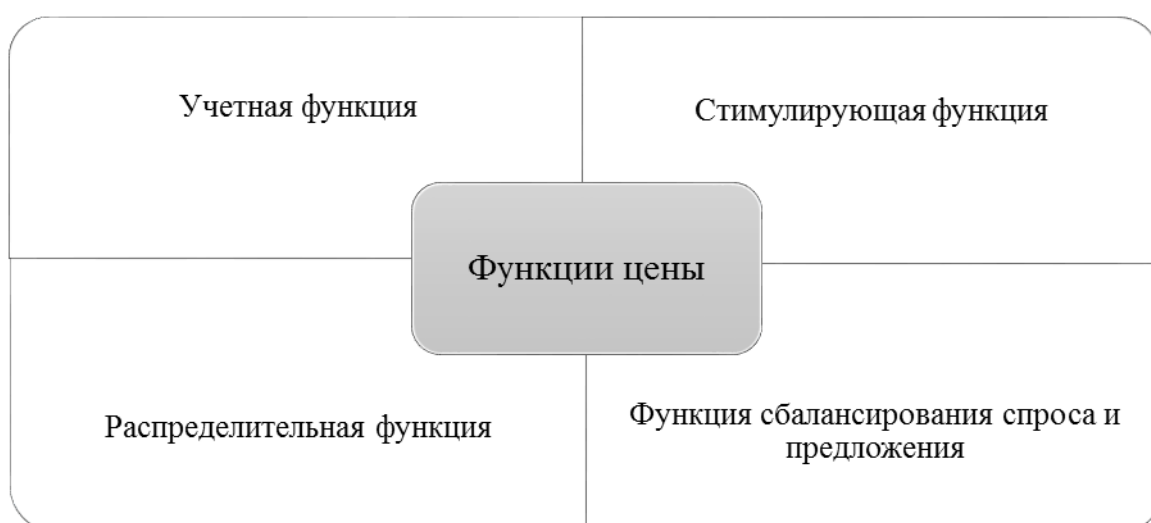 Учетная функция
Стимулирующая функция
Функции цены
Распределительная функция
Функция сбалансирования спроса и
предложения